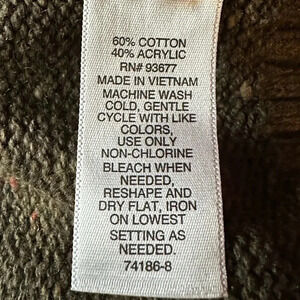 60% COTTON
40% ACRYLIC
RN# 93677
MADE IN VIETNAM
MACHINE WASH
COLD, GENTLE
CYCLE WITH LIKE
COLORS,
USE ONLY
NON-CHLORINE
BLEACH WHEN
NEEDED,
RESHAPE AND
DRY FLAT, IRON
ON LOWEST
SETTING AS
NEEDED.
74186-8